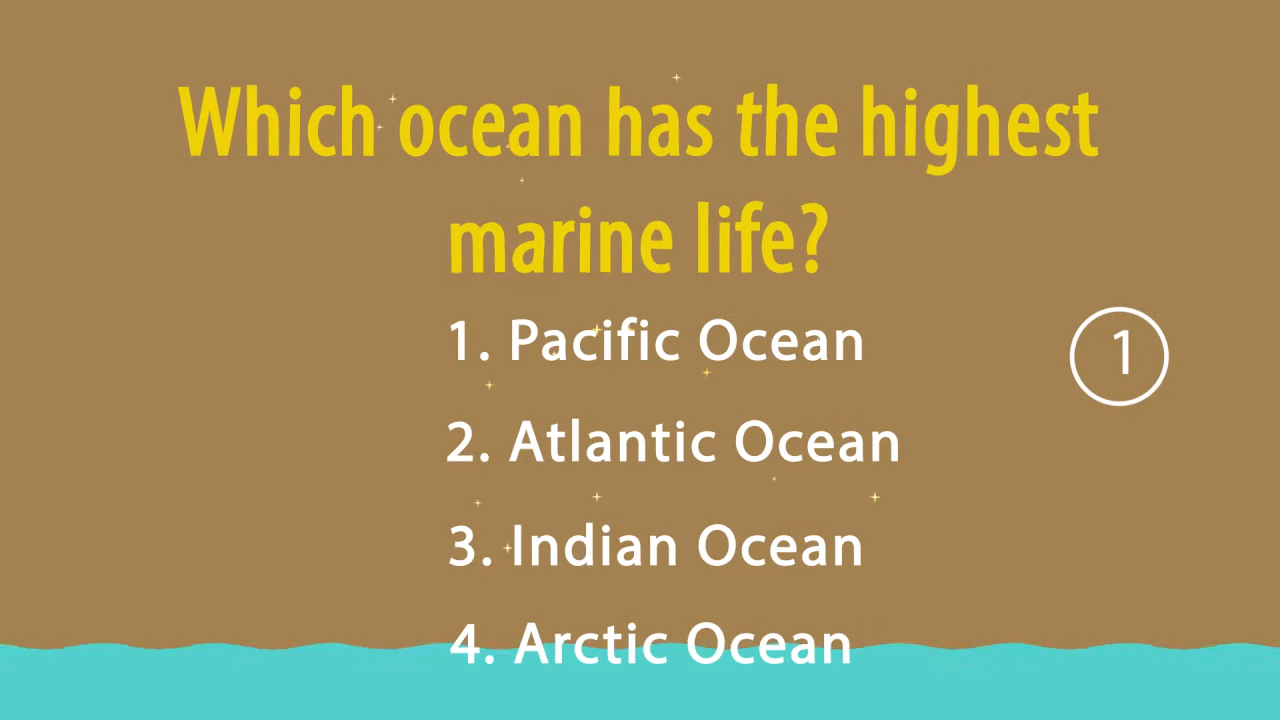 Which ocean has the highest
marine life?
1. Pacific Ocean
1
2. Atlantic Ocean
3. Indian Ocean
4. Arctic Ocean